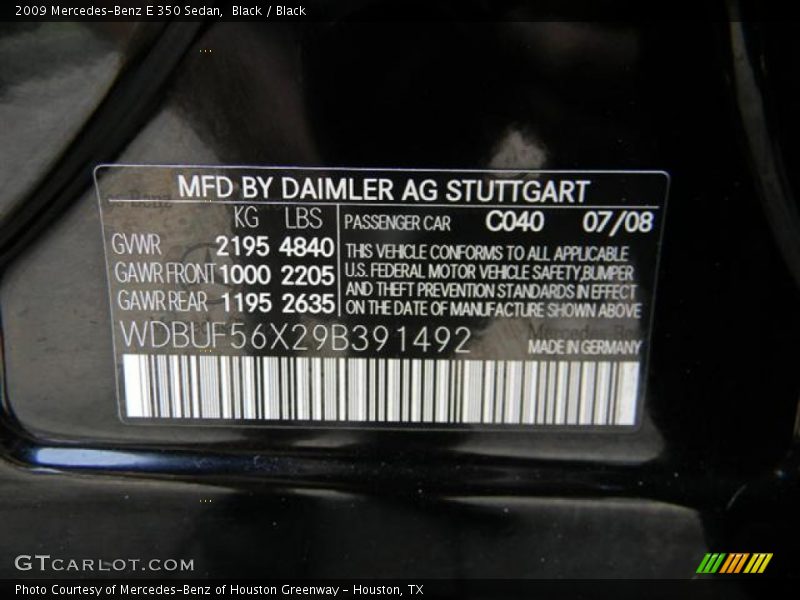 2009 Mercedes-Benz E 350 Sedan, Black / Black
MFD BY DAIMLER AG STUTTGART
KG LBS
GVWR 2195 4840
GAWR FRONT 1000 2205
GAWR REAR 1195 2635
PASSENGER CAR C040 07/08
THIS VEHICLE CONFORMS TO ALL APPLICABLE
U.S. FEDERAL MOTOR VEHICLE SAFETY,BUMPER
AND THEFT PREVENTION STANDARDS IN EFFECT
ON THE DATE OF MANUFACTURE SHOWN ABOVE
WDBUF56X29B391492
MADE IN GERMANY
Mercedes-Benz
GTCARLOT.COM
Photo Courtesy of Mercedes-Benz of Houston Greenway - Houston, TX